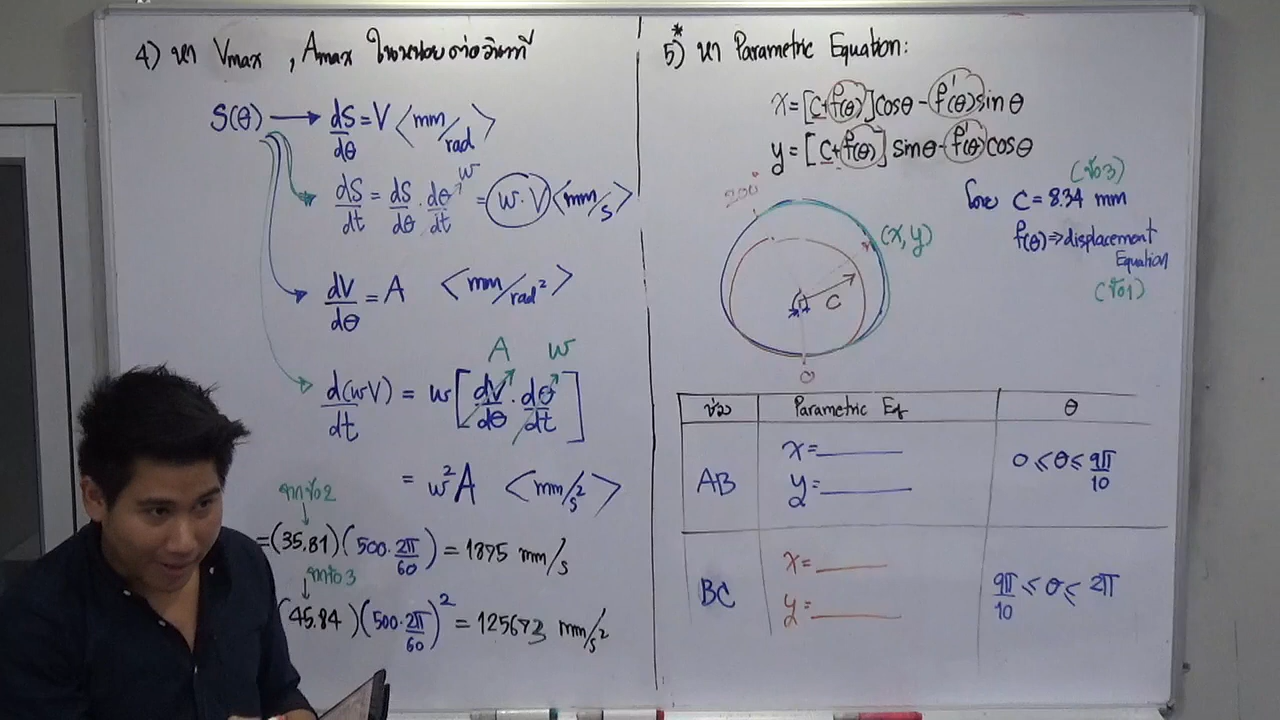 4) หา Vmax , Amax ในหน่วยต่อวินาที
S(θ) → dS/dθ = V <mm/rad>
dS/dt = dS/dθ · dθ/dt = ω·V <mm/s>
ω
dV/dθ = A <mm/rad²>
A ω
d(ωV)/dt = ω[dV/dθ · dθ/dt]
= ω²A <mm/s²>
จากข้อ2
=(35.81)(500·2π/60) = 1875 mm/s
จากข้อ3
(45.84)(500·2π/60)² = 125673 mm/s²
5)* หา Parametric Equation:
x = [C+f(θ)]cosθ - f'(θ)sinθ
y = [C+f(θ)]sinθ - f'(θ)cosθ
(ข้อ3)
โดย C = 8.34 mm
f(θ) ⇒ displacement
Equation
(ข้อ1)
200°
(x,y)
C
0
ช่วง Parametric Eq θ
AB x = y = 0 ≤ θ ≤ 9π/10
BC x = y = 9π/10 ≤ θ ≤ 2π